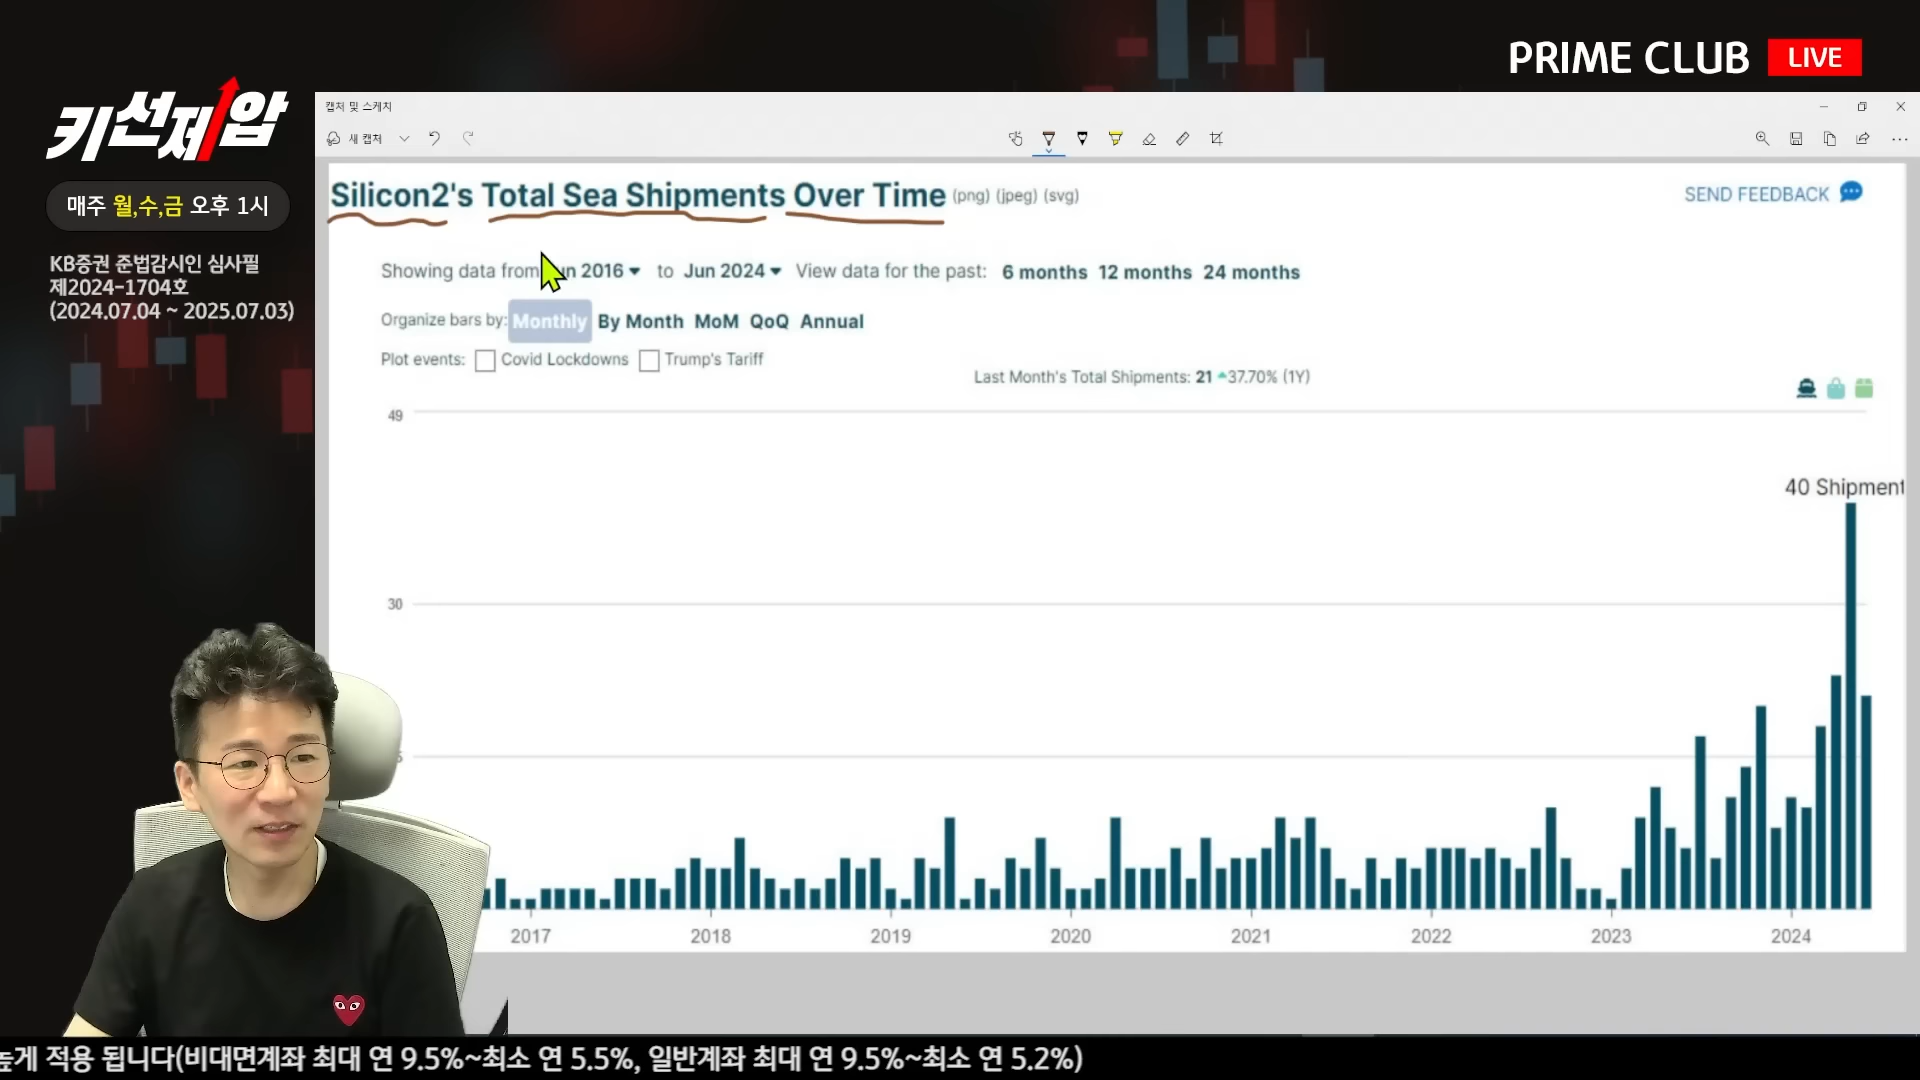 PRIME CLUB LIVE
키선제압
매주 월,수,금 오후 1시
KB증권 준법감시인 심사필
제2024-1704호
(2024.07.04 ~ 2025.07.03)
캡처 및 스케치
새 캡처
Silicon2's Total Sea Shipments Over Time (png) (jpeg) (svg)
SEND FEEDBACK
Showing data from 2016 to Jun 2024 View data for the past: 6 months 12 months 24 months
Organize bars by: Monthly By Month MoM QoQ Annual
Plot events: Covid Lockdowns Trump's Tariff
Last Month's Total Shipments: 21 37.70% (1Y)
49
40 Shipment
30
2017 2018 2019 2020 2021 2022 2023 2024
높게 적용 됩니다(비대면계좌 최대 연 9.5%~최소 연 5.5%, 일반계좌 최대 연 9.5%~최소 연 5.2%)